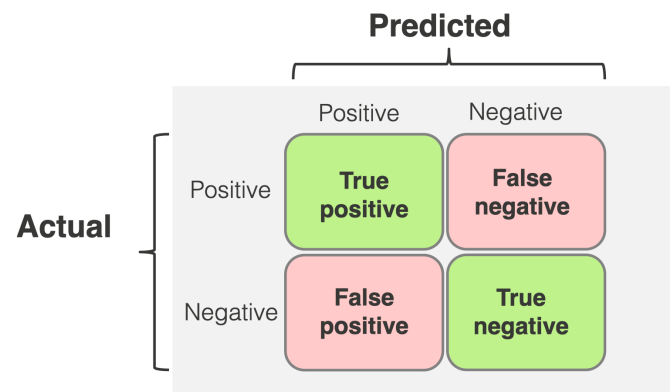 Predicted
Positive
Negative
Actual
Positive
True
positive
False
negative
Negative
False
positive
True
negative